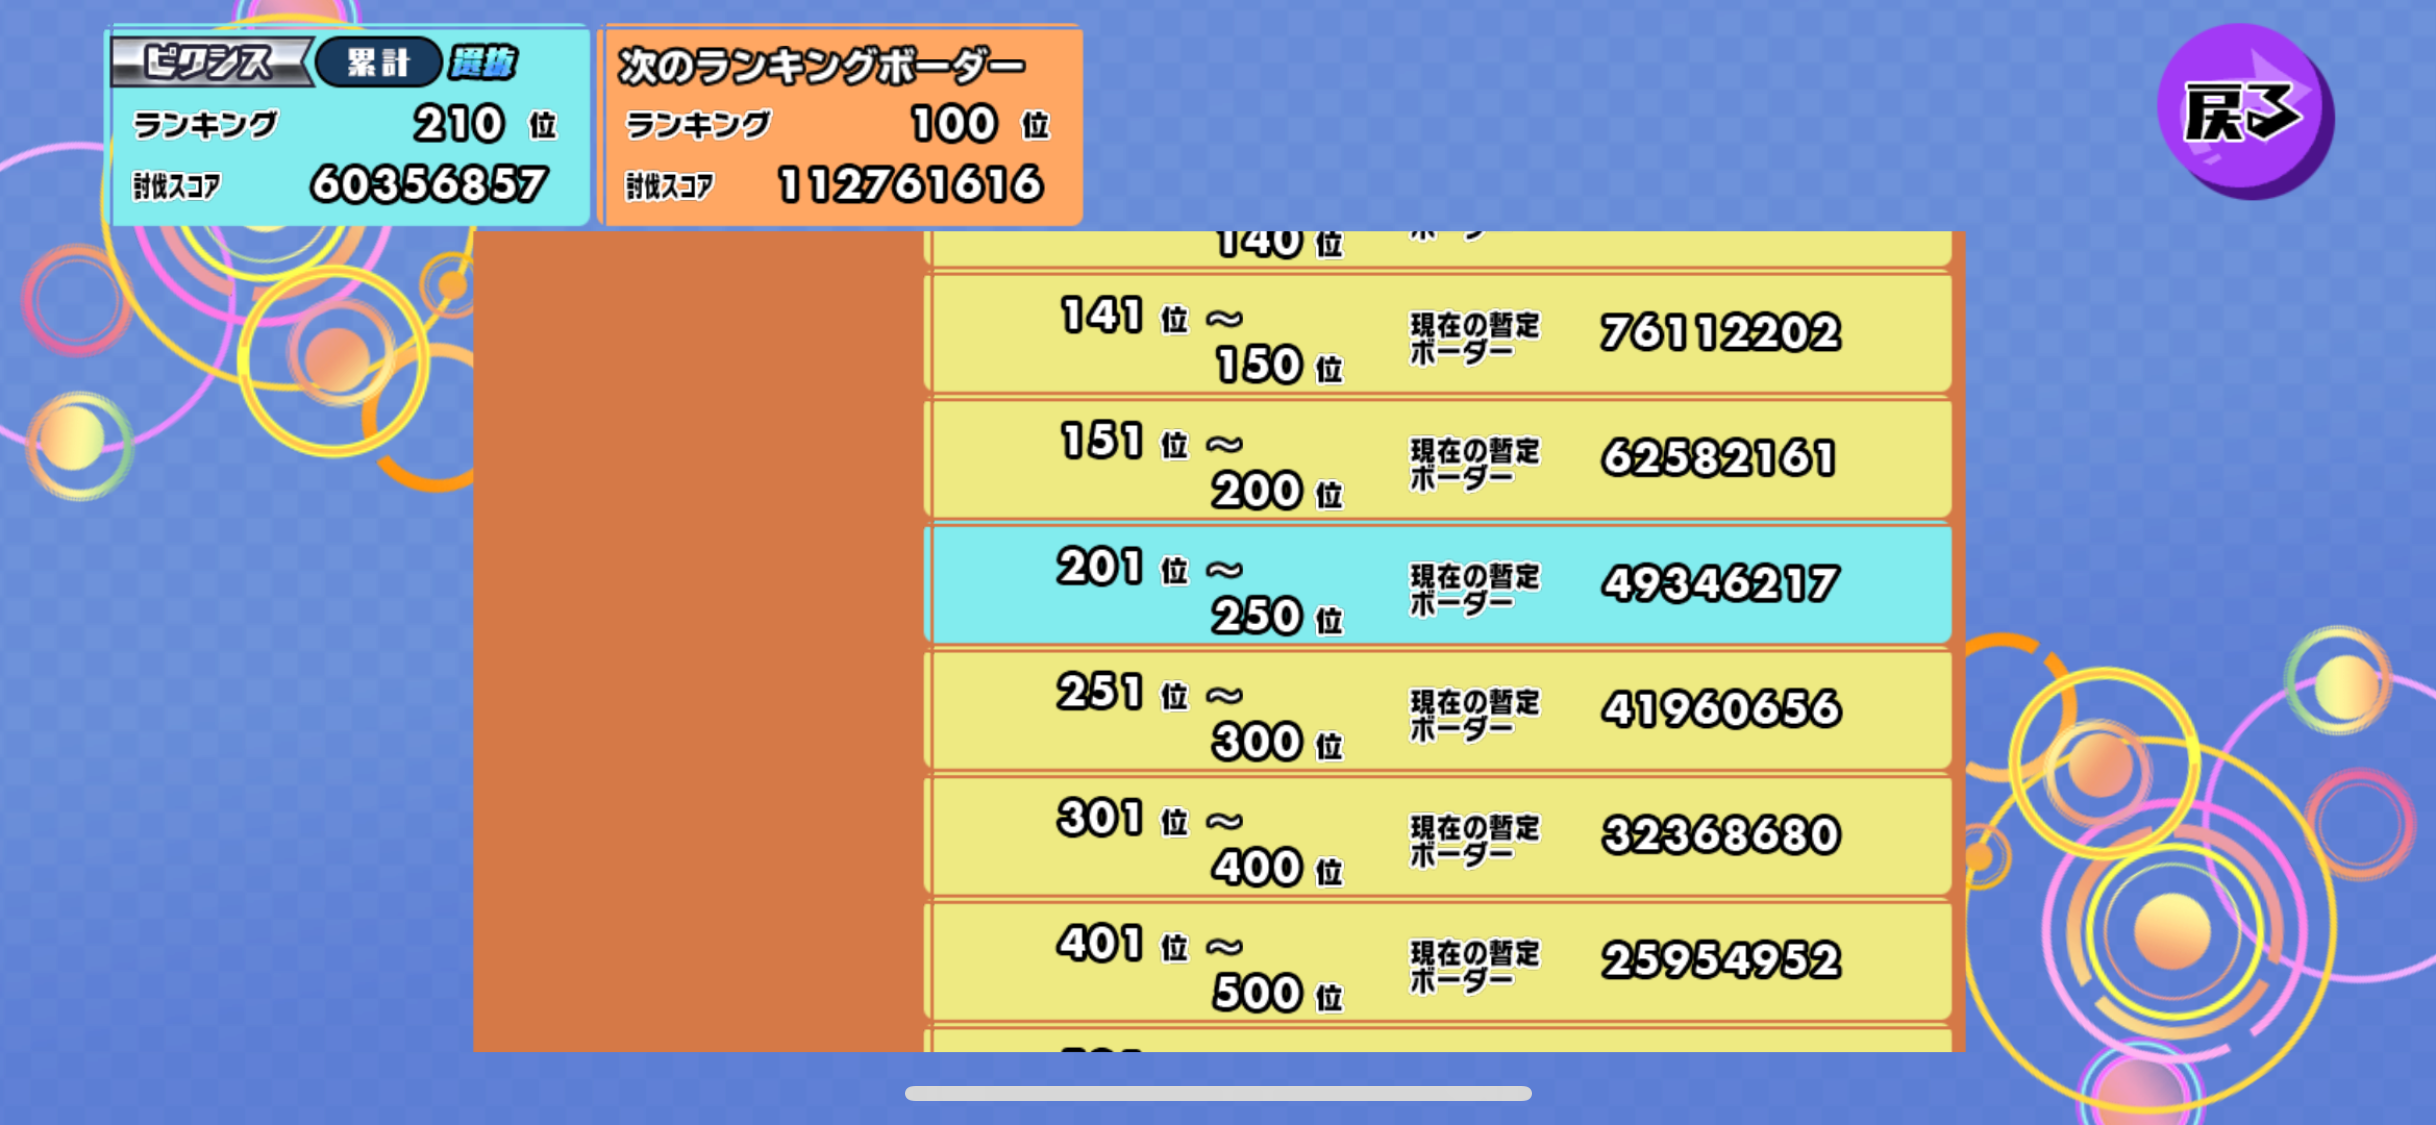 ピクシス 累計 選抜
ランキング 210 位
討伐スコア 60356857
次のランキングボーダー
ランキング 100 位
討伐スコア 112761616
戻る
140 位
141 位 ～
150 位
現在の暫定
ボーダー
76112202
151 位 ～
200 位
現在の暫定
ボーダー
62582161
201 位 ～
250 位
現在の暫定
ボーダー
49346217
251 位 ～
300 位
現在の暫定
ボーダー
41960656
301 位 ～
400 位
現在の暫定
ボーダー
32368680
401 位 ～
500 位
現在の暫定
ボーダー
25954952